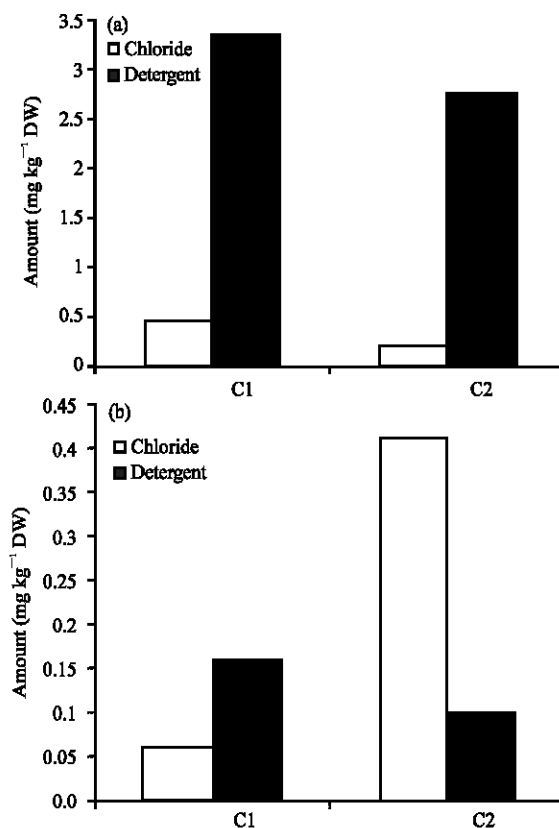 (a)
Chloride
Detergent
Amount (mg kg⁻¹ DW)
3.5
3
2.5
2
1.5
1
0.5
0
C1 C2
(b)
Chloride
Detergent
Amount (mg kg⁻¹ DW)
0.45
0.4
0.35
0.3
0.25
0.2
0.15
0.1
0.05
0.0
C1 C2